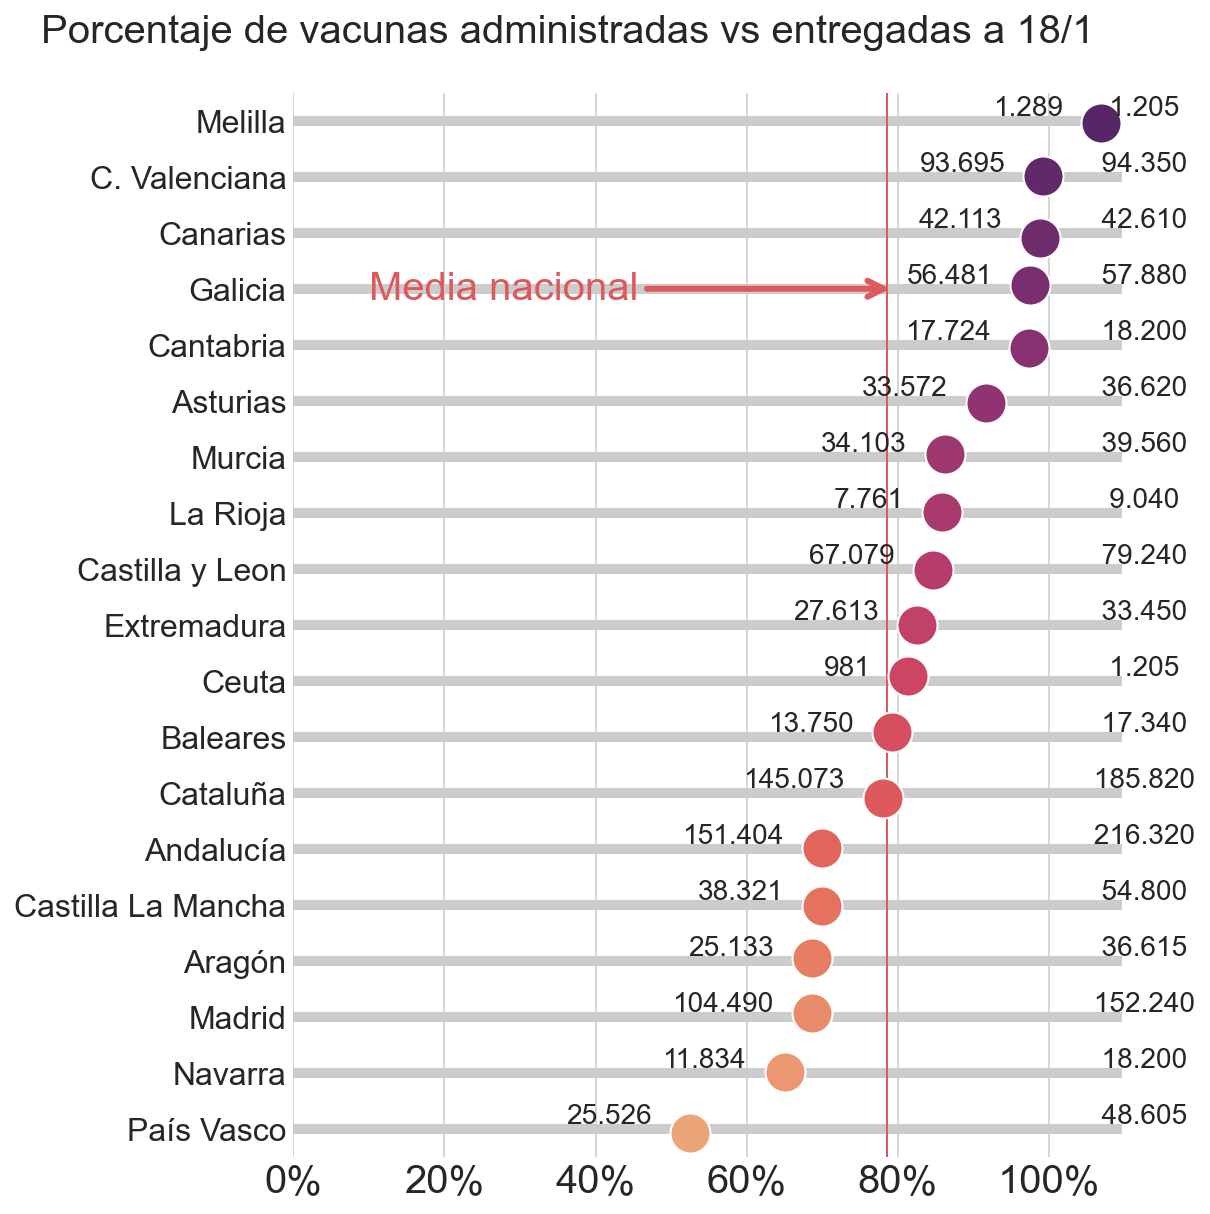 Porcentaje de vacunas administradas vs entregadas a 18/1
Melilla 1.289 1.205
C. Valenciana 93.695 94.350
Canarias 42.113 42.610
Galicia Media nacional 56.481 57.880
Cantabria 17.724 18.200
Asturias 33.572 36.620
Murcia 34.103 39.560
La Rioja 7.761 9.040
Castilla y Leon 67.079 79.240
Extremadura 27.613 33.450
Ceuta 981 1.205
Baleares 13.750 17.340
Cataluña 145.073 185.820
Andalucía 151.404 216.320
Castilla La Mancha 38.321 54.800
Aragón 25.133 36.615
Madrid 104.490 152.240
Navarra 11.834 18.200
País Vasco 25.526 48.605
0% 20% 40% 60% 80% 100%